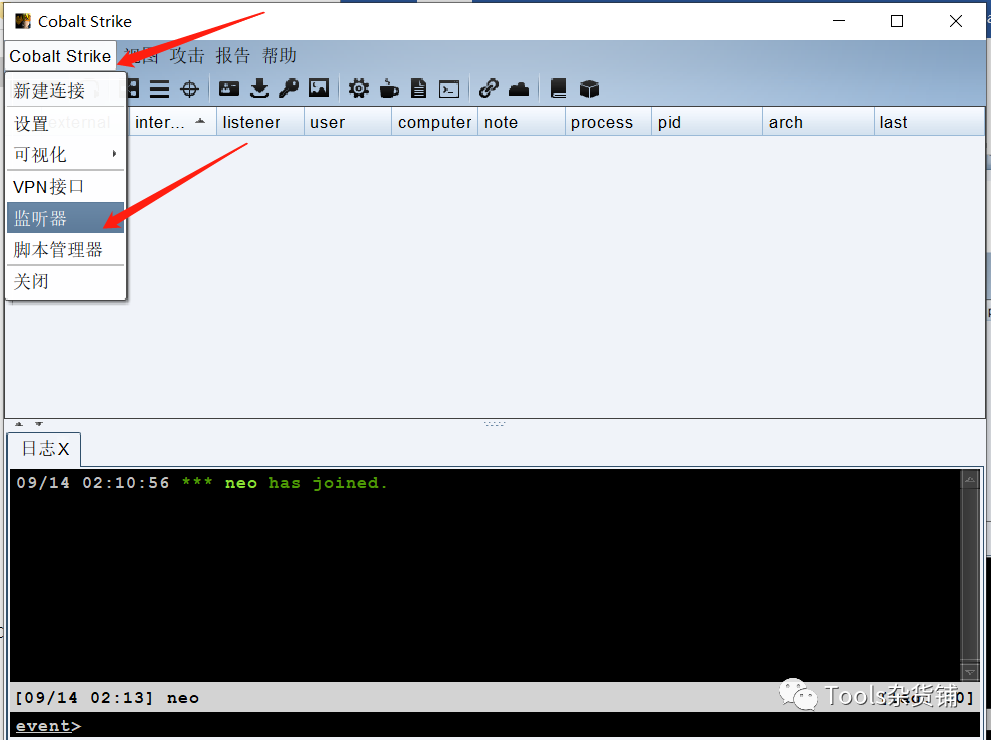 Cobalt Strike
Cobalt Strike 视图 攻击 报告 帮助
新建连接
设置
可视化
VPN接口
监听器
脚本管理器
关闭
external inter... listener user computer note process pid arch last
日志X
09/14 02:10:56 *** neo has joined.
[09/14 02:13] neo
Tools杂货铺
event>